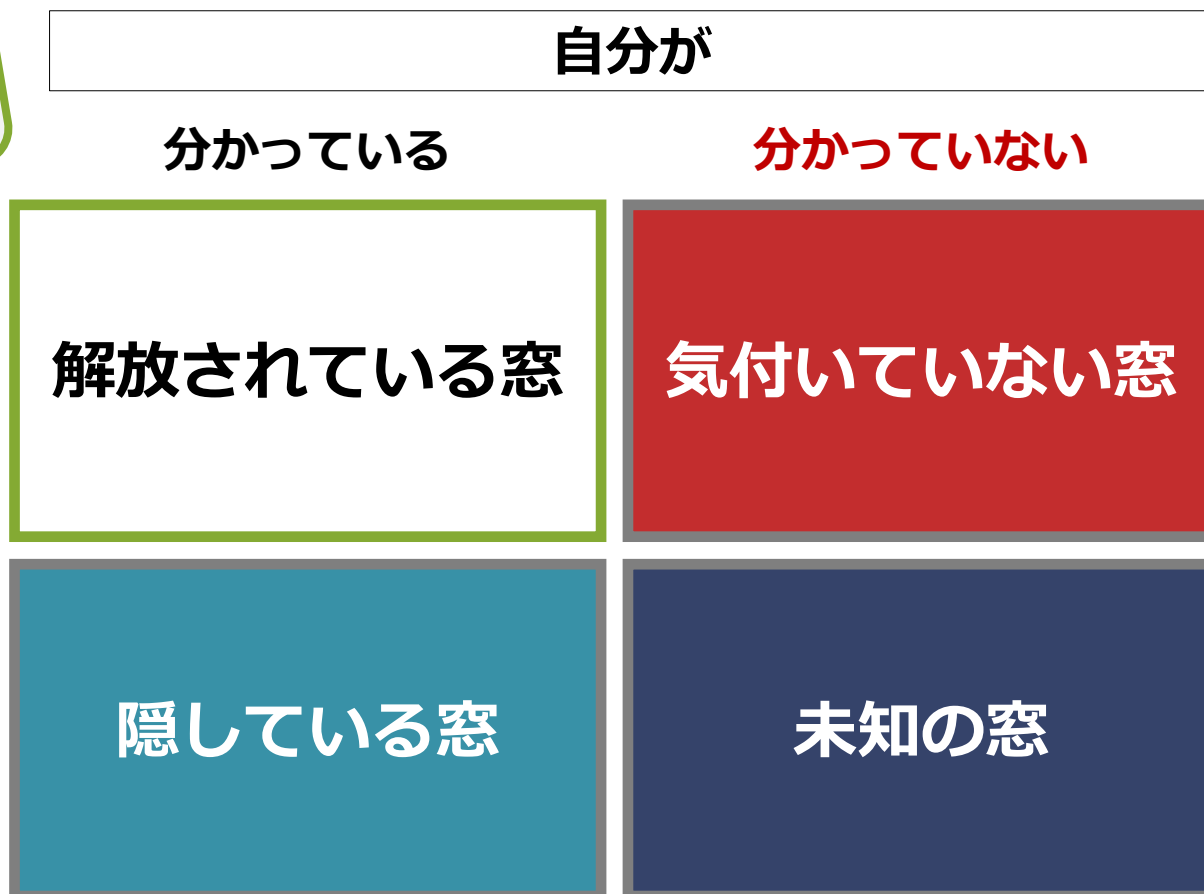 自分が
分かっている
分かっていない
解放されている窓
気付いていない窓
隠している窓
未知の窓